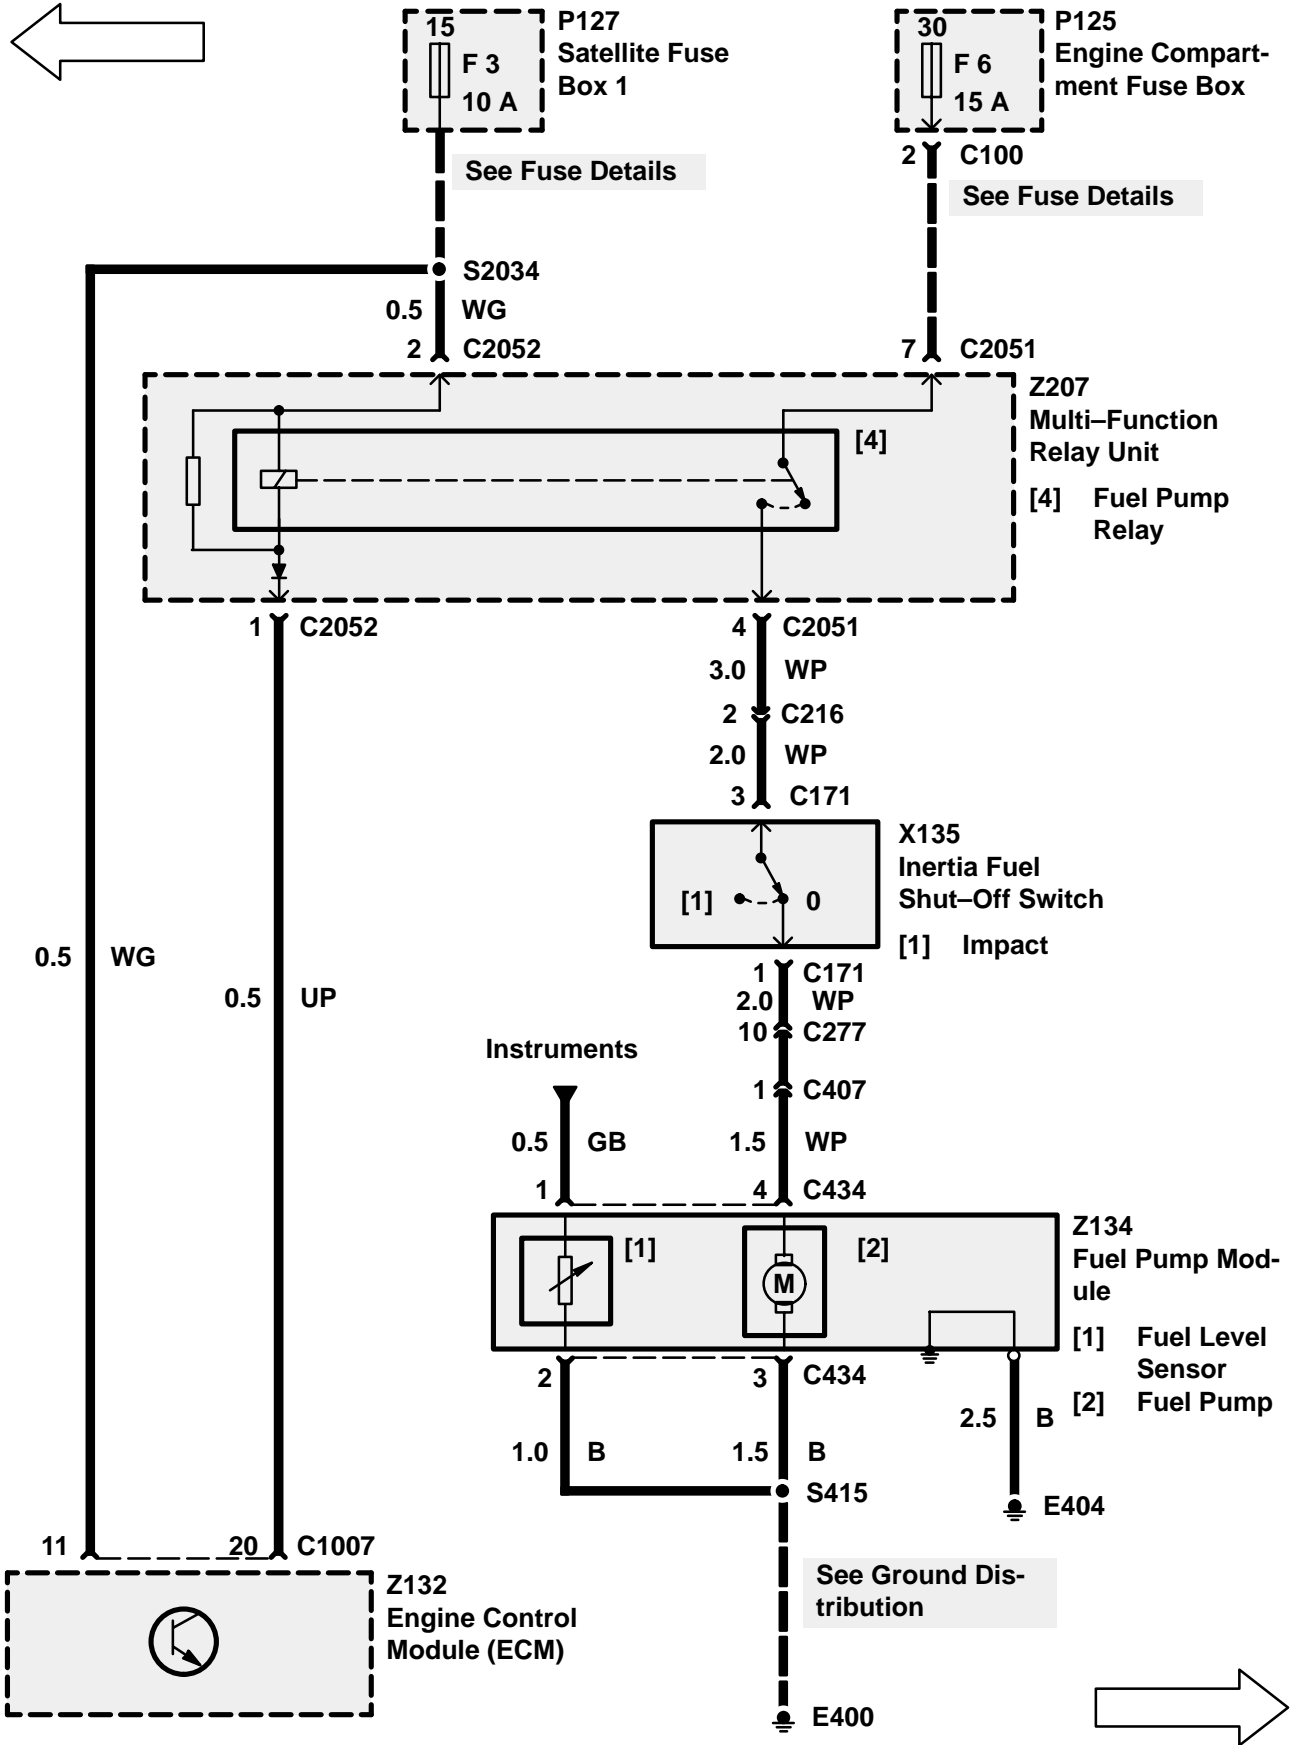 15
F 3
10 A
P127
Satellite Fuse
Box 1
30
F 6
15 A
P125
Engine Compart-
ment Fuse Box
See Fuse Details
2 C100
See Fuse Details
S2034
0.5 WG
2 C2052
7 C2051
[4]
Z207
Multi–Function
Relay Unit
[4] Fuel Pump
Relay
1 C2052
4 C2051
3.0 WP
2 C216
2.0 WP
3 C171
[1] 0
X135
Inertia Fuel
Shut–Off Switch
[1] Impact
0.5 WG
0.5 UP
1 C171
2.0 WP
10 C277
Instruments
1 C407
0.5 GB
1.5 WP
1
4 C434
[1]
M
[2]
Z134
Fuel Pump Mod-
ule
[1] Fuel Level
Sensor
[2] Fuel Pump
2
3 C434
2.5 B
1.0 B
1.5 B
S415
E404
11
20 C1007
Z132
Engine Control
Module (ECM)
See Ground Dis-
tribution
E400